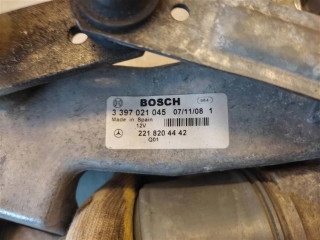 BOSCH
3 397 021 045 07/11/08 1
Made in Spain
12V
221 820 44 42
Q01